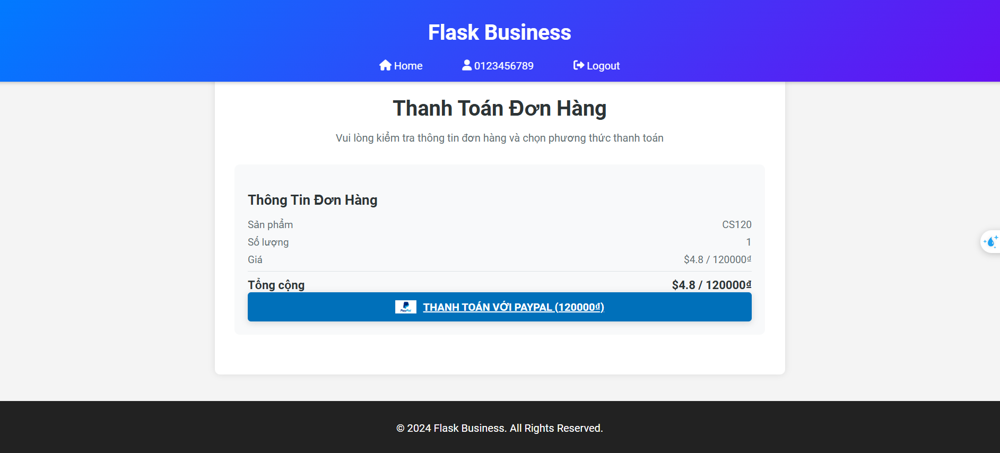 Flask Business
Home 0123456789 Logout
Thanh Toán Đơn Hàng
Vui lòng kiểm tra thông tin đơn hàng và chọn phương thức thanh toán
Thông Tin Đơn Hàng
Sản phẩm CS120
Số lượng 1
Giá $4.8 / 120000₫
Tổng cộng $4.8 / 120000₫
PayPal THANH TOÁN VỚI PAYPAL (120000₫)
© 2024 Flask Business. All Rights Reserved.